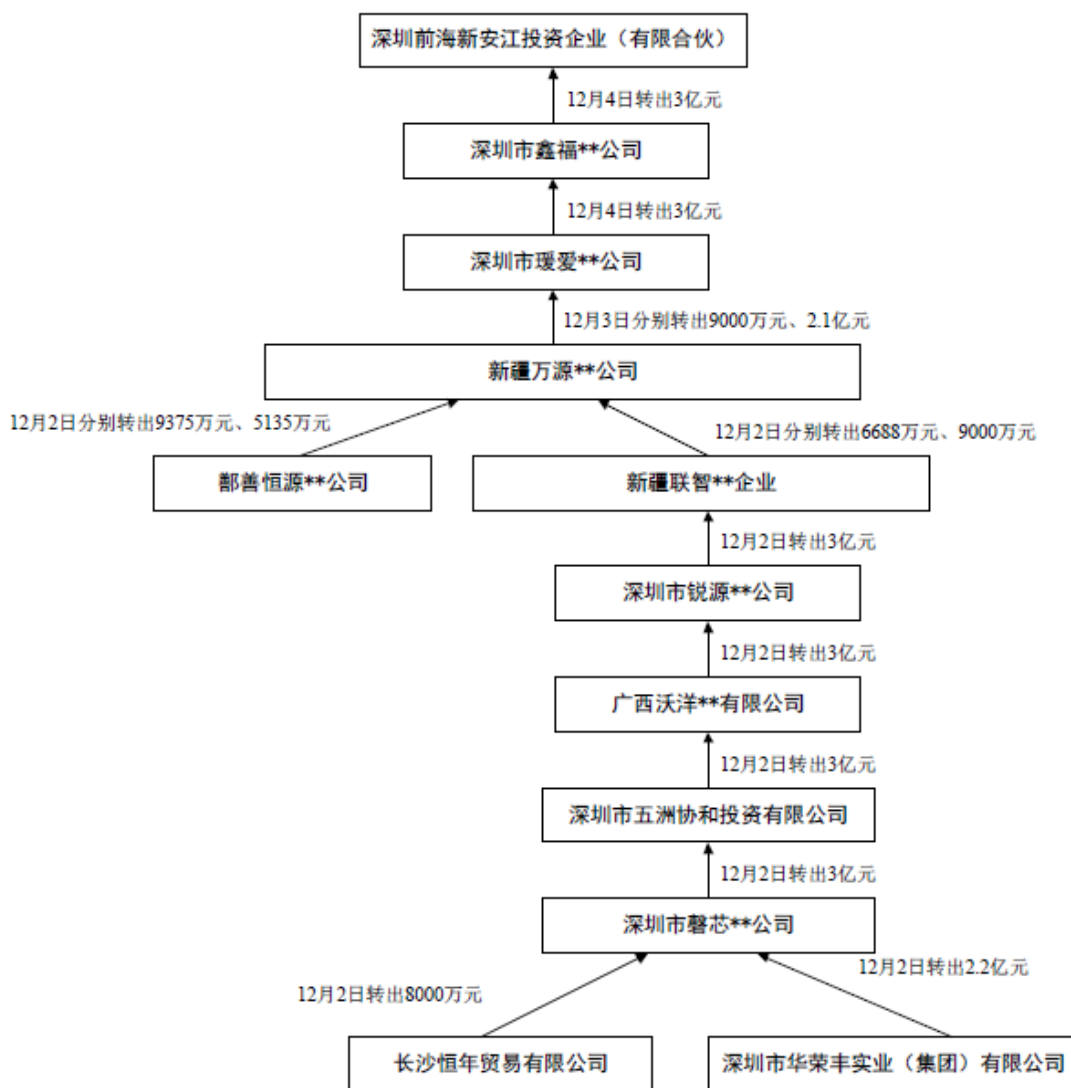 深圳前海新安江投资企业（有限合伙）
12月4日转出3亿元
深圳市鑫福**公司
12月4日转出3亿元
深圳市瑷爱**公司
12月3日分别转出9000万元、2.1亿元
新疆万源**公司
12月2日分别转出9375万元、5135万元
12月2日分别转出6688万元、9000万元
鄯善恒源**公司
新疆联智**企业
12月2日转出3亿元
深圳市锐源**公司
12月2日转出3亿元
广西沃洋**有限公司
12月2日转出3亿元
深圳市五洲协和投资有限公司
12月2日转出3亿元
深圳市磬芯**公司
12月2日转出2.2亿元
12月2日转出8000万元
长沙恒年贸易有限公司
深圳市华荣丰实业（集团）有限公司